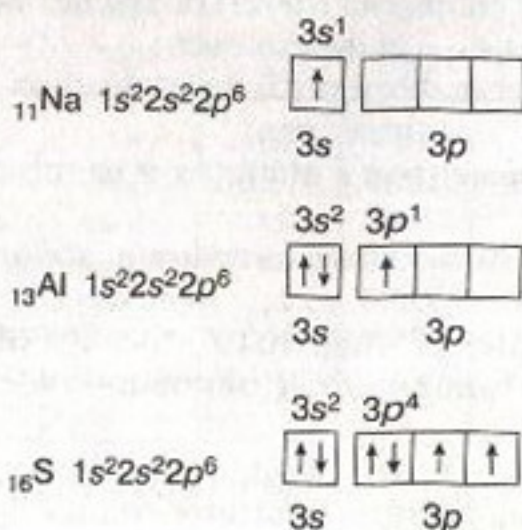 3s¹
₁₁Na 1s²2s²2p⁶ ↑
3s 3p
3s² 3p¹
₁₃Al 1s²2s²2p⁶ ↑↓ ↑
3s 3p
3s² 3p⁴
₁₆S 1s²2s²2p⁶ ↑↓ ↑↓ ↑ ↑
3s 3p